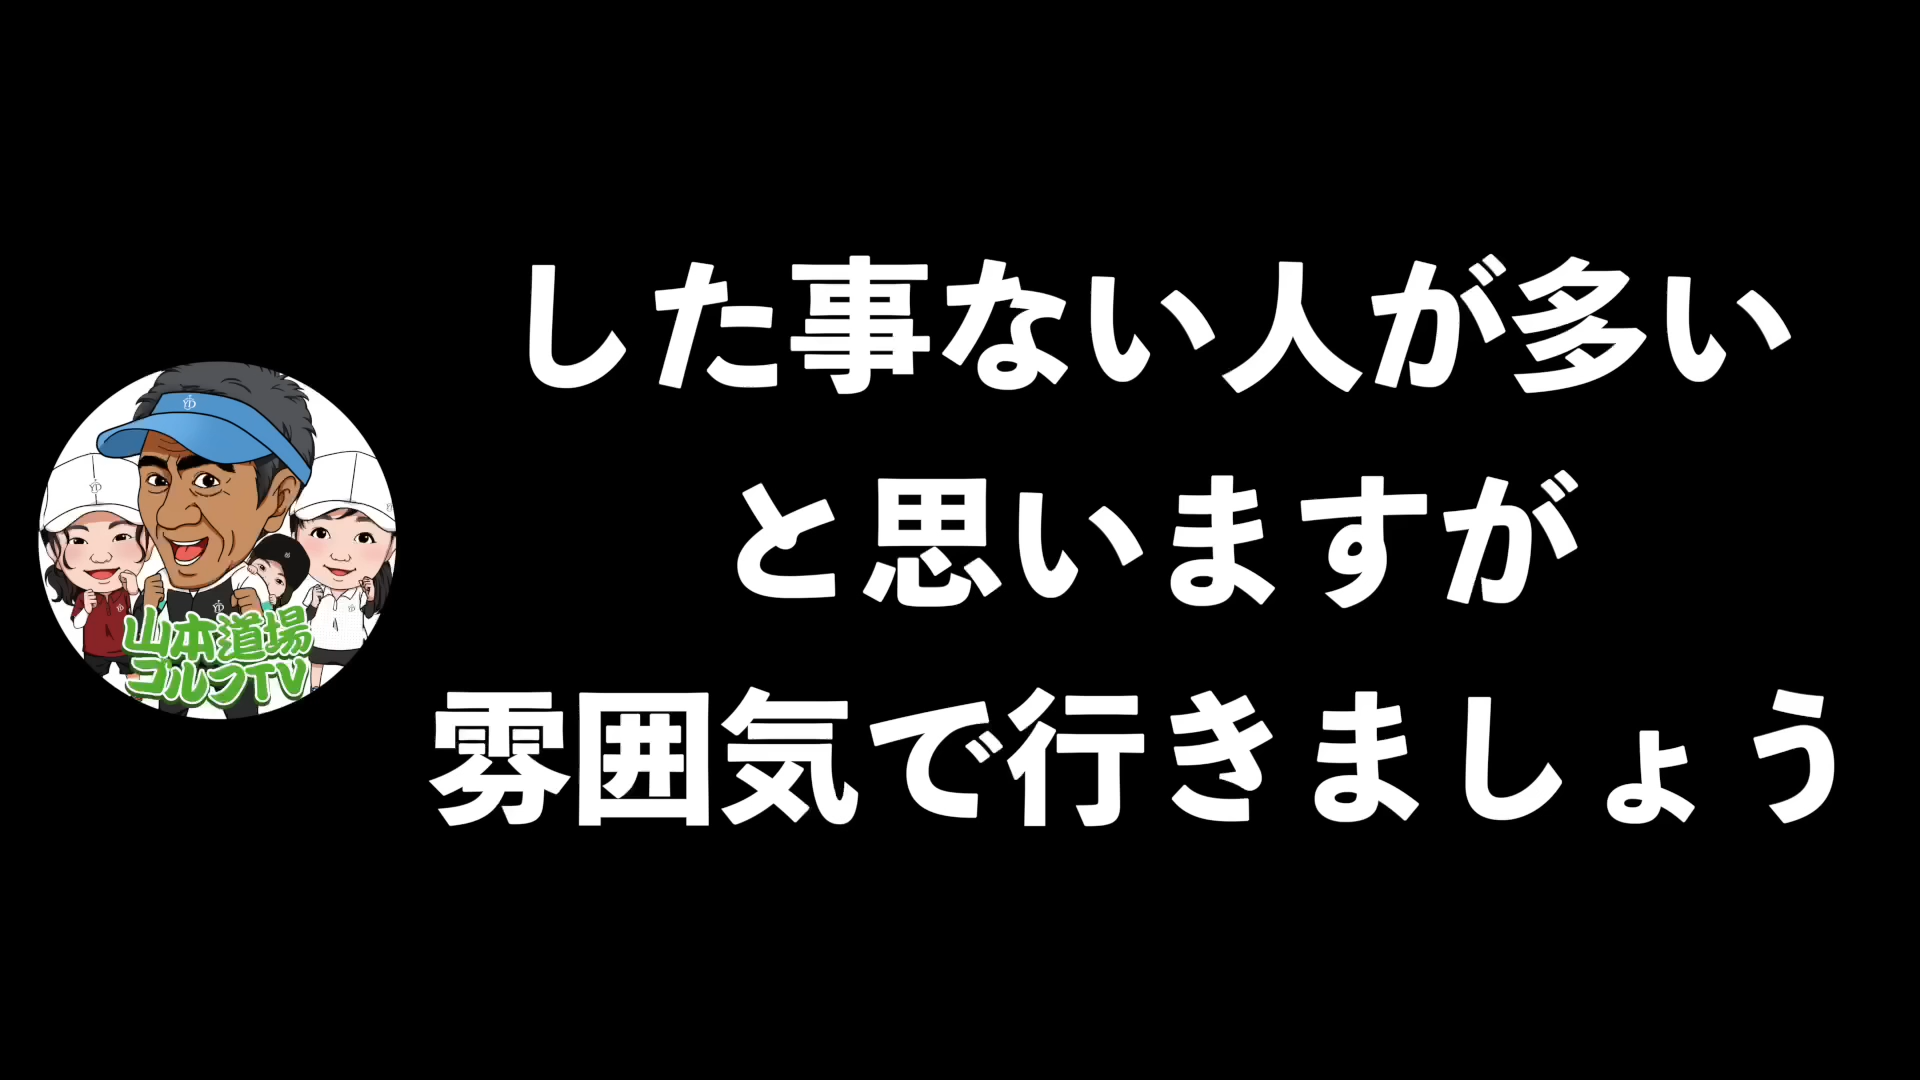 した事ない人が多い
と思いますが
雰囲気で行きましょう
山本道場
ゴルフTV